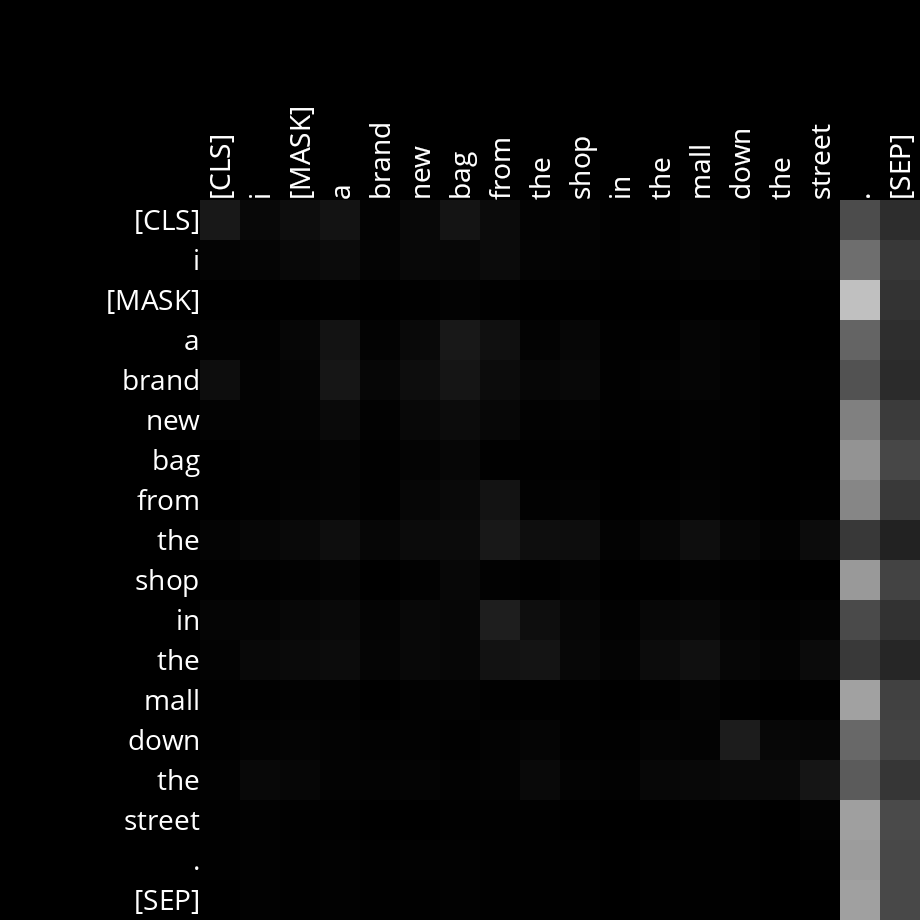 [CLS] i [MASK] a brand new bag from the shop in the mall down the street . [SEP]
[CLS]
i
[MASK]
a
brand
new
bag
from
the
shop
in
the
mall
down
the
street
.
[SEP]